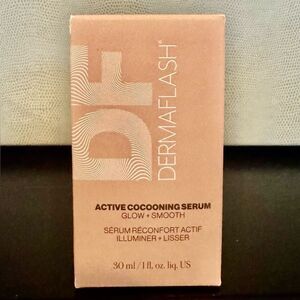 DF
DERMAFLASH®
ACTIVE COCOONING SERUM
GLOW + SMOOTH
SÉRUM RÉCONFORT ACTIF
ILLUMINER + LISSER
30 ml / 1 fl. oz. liq. US